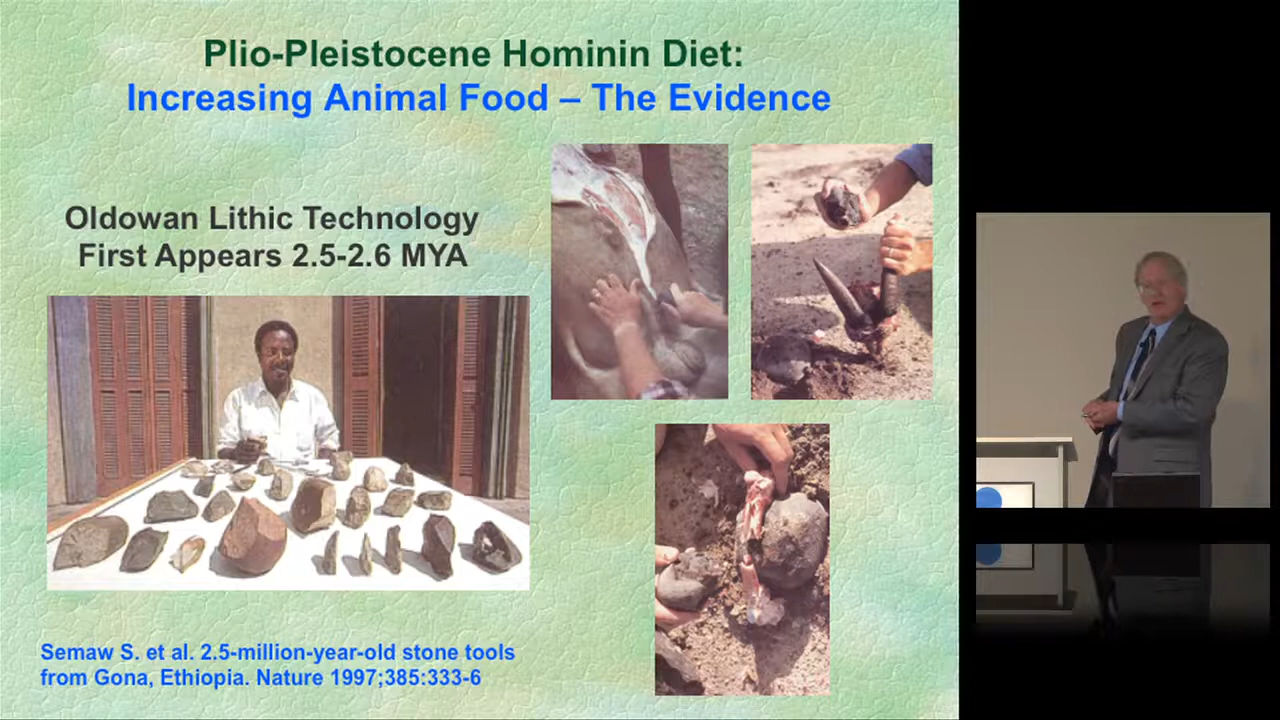 Plio-Pleistocene Hominin Diet:
Increasing Animal Food – The Evidence
Oldowan Lithic Technology
First Appears 2.5-2.6 MYA
Semaw S. et al. 2.5-million-year-old stone tools
from Gona, Ethiopia. Nature 1997;385:333-6